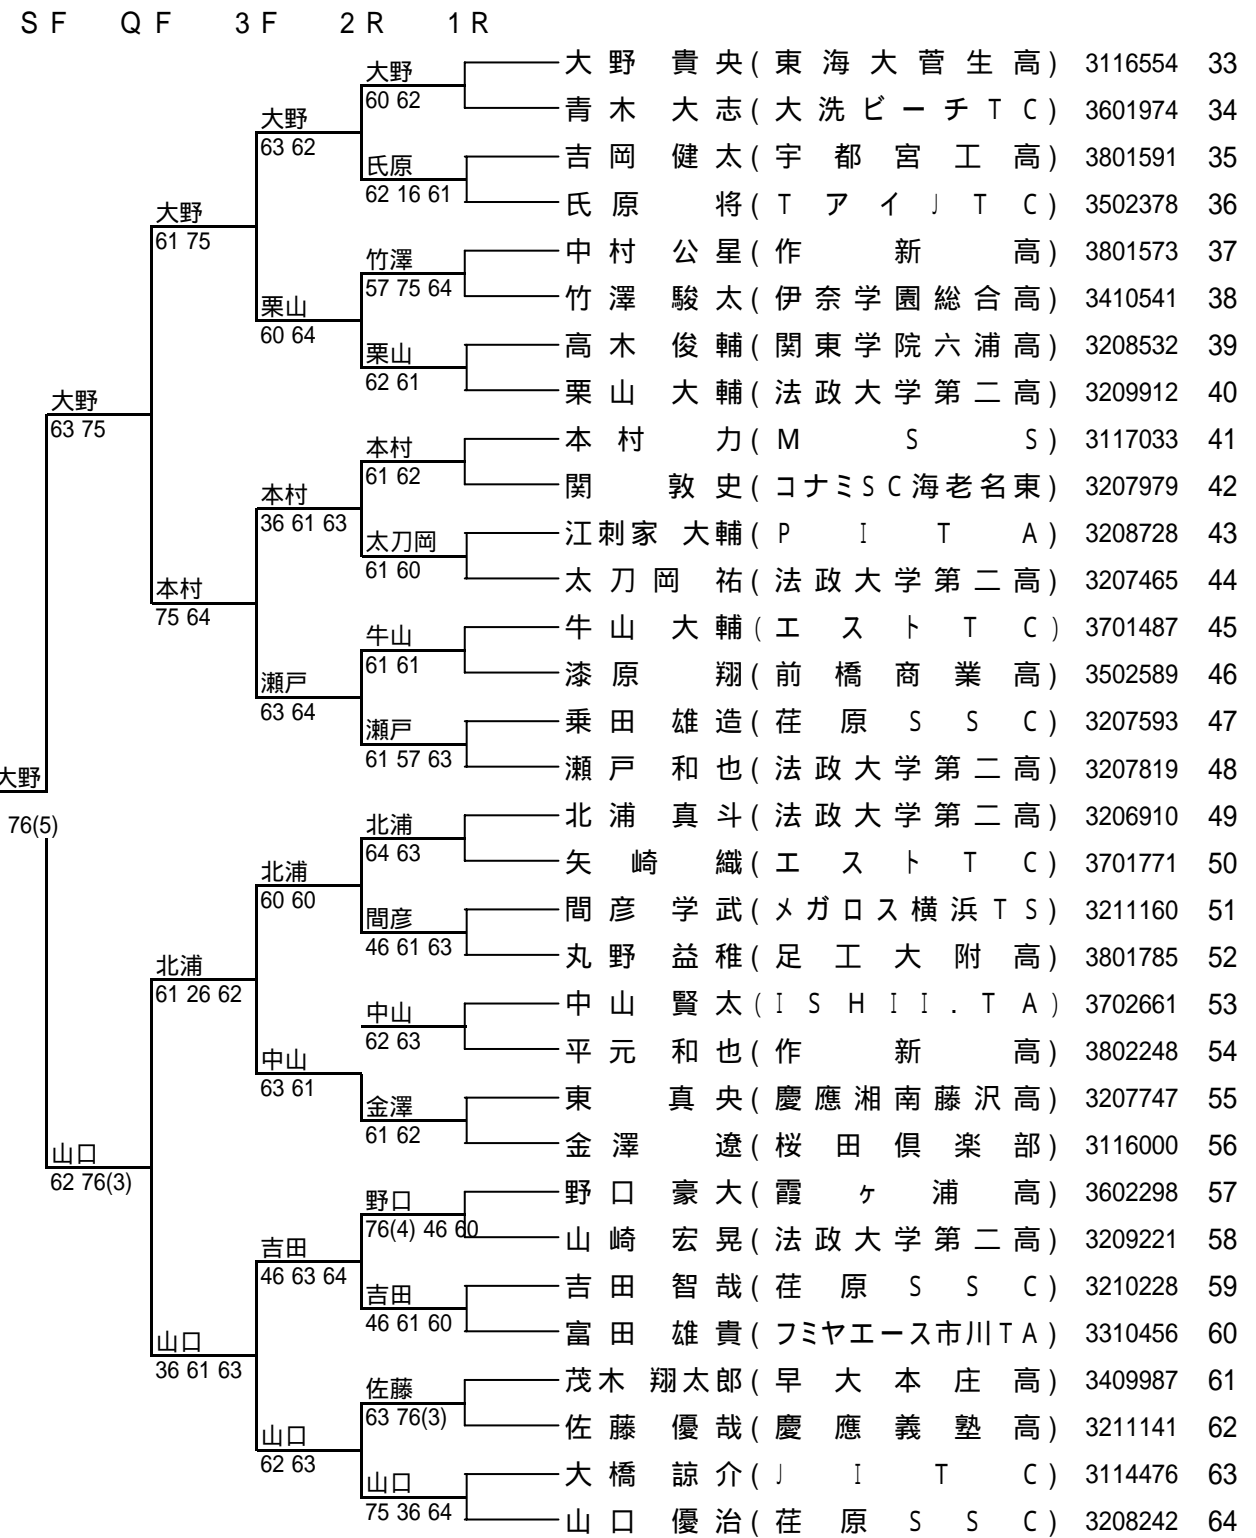 SF QF 3F 2R 1R
大野 貴央(東海大菅生高) 3116554 33
大野
60 62
青木 大志(大洗ビーチTC) 3601974 34
大野
63 62
吉岡 健太(宇都宮工高) 3801591 35
氏原
62 16 61
氏原 将(TアイJTC) 3502378 36
大野
61 75
中村 公星(作新高) 3801573 37
竹澤
57 75 64
竹澤 駿太(伊奈学園総合高) 3410541 38
栗山
60 64
高木 俊輔(関東学院六浦高) 3208532 39
栗山
62 61
栗山 大輔(法政大学第二高) 3209912 40
大野
63 75
本村 力(MSS) 3117033 41
本村
61 62
関 敦史(コナミSC海老名東) 3207979 42
本村
36 61 63
江刺家 大輔(PITA) 3208728 43
太刀岡
61 60
太刀岡 祐(法政大学第二高) 3207465 44
本村
75 64
牛山 大輔(エストTC) 3701487 45
牛山
61 61
漆原 翔(前橋商業高) 3502589 46
瀬戸
63 64
乗田 雄造(荏原SSC) 3207593 47
瀬戸
61 57 63
瀬戸 和也(法政大学第二高) 3207819 48
大野
76(5)
北浦 真斗(法政大学第二高) 3206910 49
北浦
64 63
矢崎 織(エストTC) 3701771 50
北浦
60 60
間彦 学武(メガロス横浜TS) 3211160 51
間彦
46 61 63
丸野 益稚(足工大附高) 3801785 52
北浦
61 26 62
中山 賢太(ISHII.TA) 3702661 53
中山
62 63
平元 和也(作新高) 3802248 54
中山
63 61
東 真央(慶應湘南藤沢高) 3207747 55
金澤
61 62
金澤 遼(桜田倶楽部) 3116000 56
山口
62 76(3)
野口 豪大(霞ヶ浦高) 3602298 57
野口
76(4) 46 60
山崎 宏晃(法政大学第二高) 3209221 58
吉田
46 63 64
吉田 智哉(荏原SSC) 3210228 59
吉田
46 61 60
富田 雄貴(フミヤエース市川TA) 3310456 60
山口
36 61 63
茂木 翔太郎(早大本庄高) 3409987 61
佐藤
63 76(3)
佐藤 優哉(慶應義塾高) 3211141 62
山口
62 63
大橋 諒介(JITC) 3114476 63
山口
75 36 64
山口 優治(荏原SSC) 3208242 64